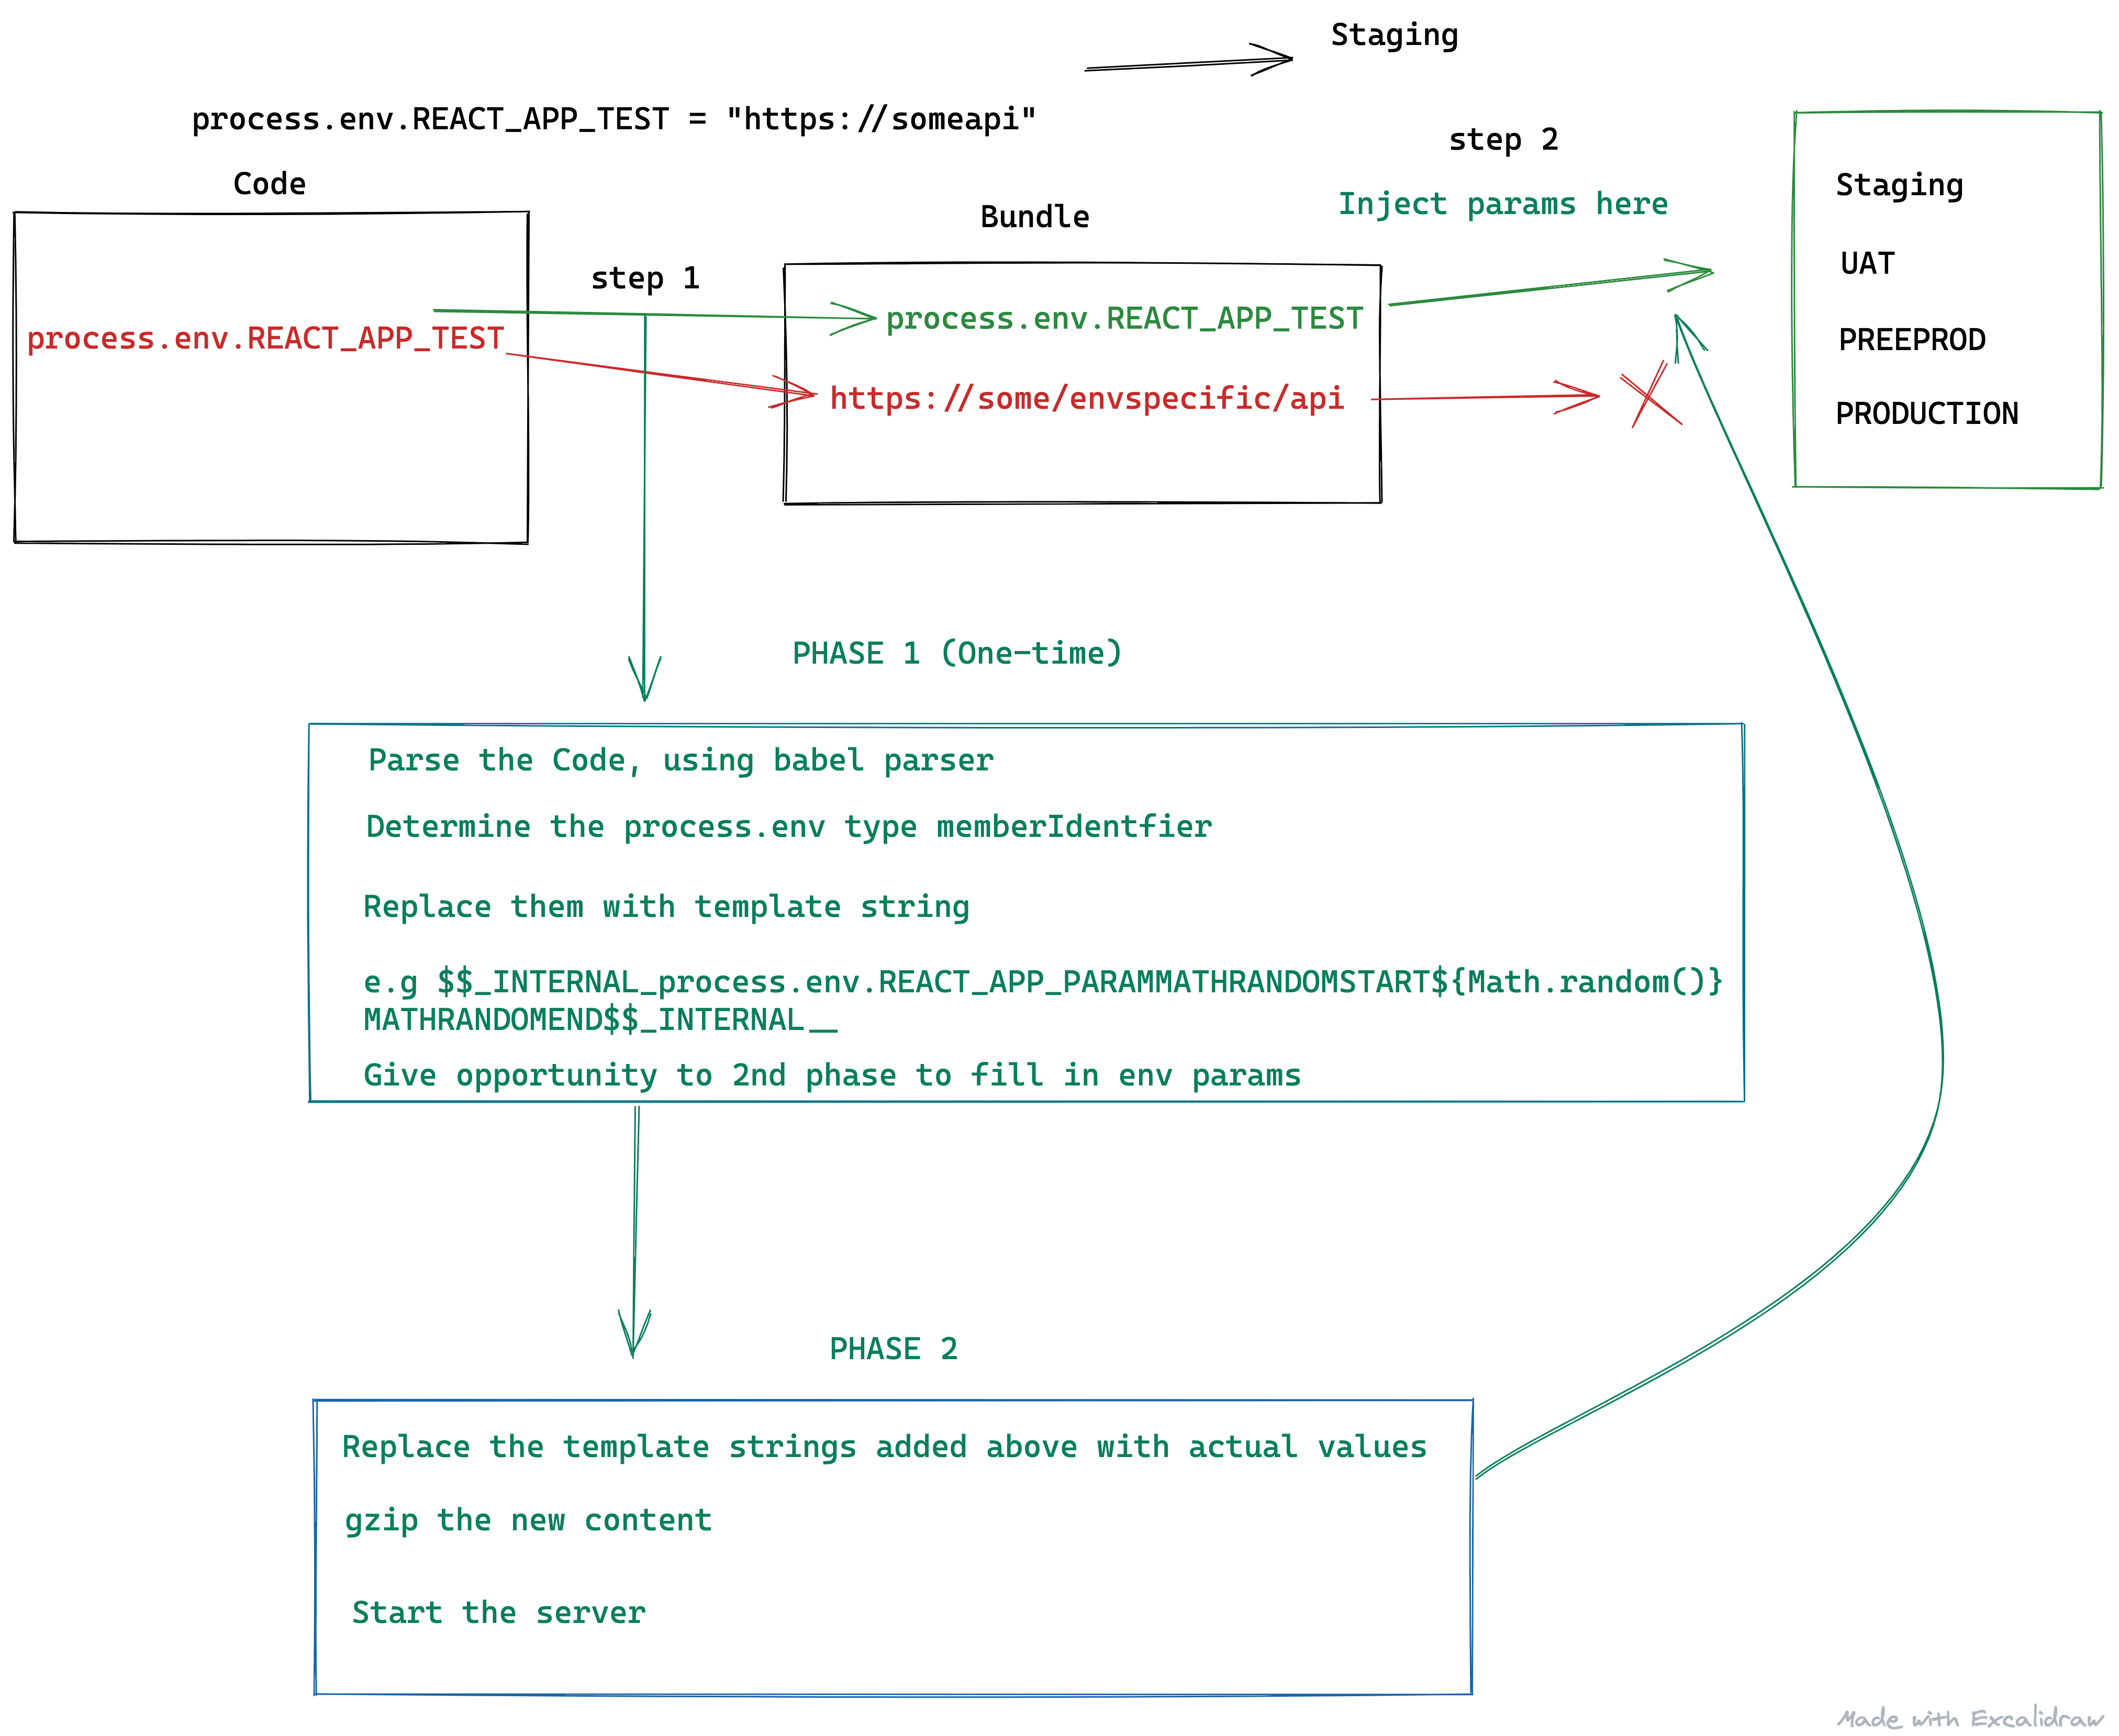 Staging
process.env.REACT_APP_TEST = "https://someapi"
step 2
Code
Inject params here
Bundle
step 1
Staging
UAT
PREEPROD
PRODUCTION
process.env.REACT_APP_TEST
process.env.REACT_APP_TEST
https://some/envspecific/api
PHASE 1 (One-time)
Parse the Code, using babel parser
Determine the process.env type memberIdentfier
Replace them with template string
e.g $$_INTERNAL_process.env.REACT_APP_PARAMMATHRANDOMSTART${Math.random()}
MATHRANDOMEND$$_INTERNAL__
Give opportunity to 2nd phase to fill in env params
PHASE 2
Replace the template strings added above with actual values
gzip the new content
Start the server
Made with Excalidraw